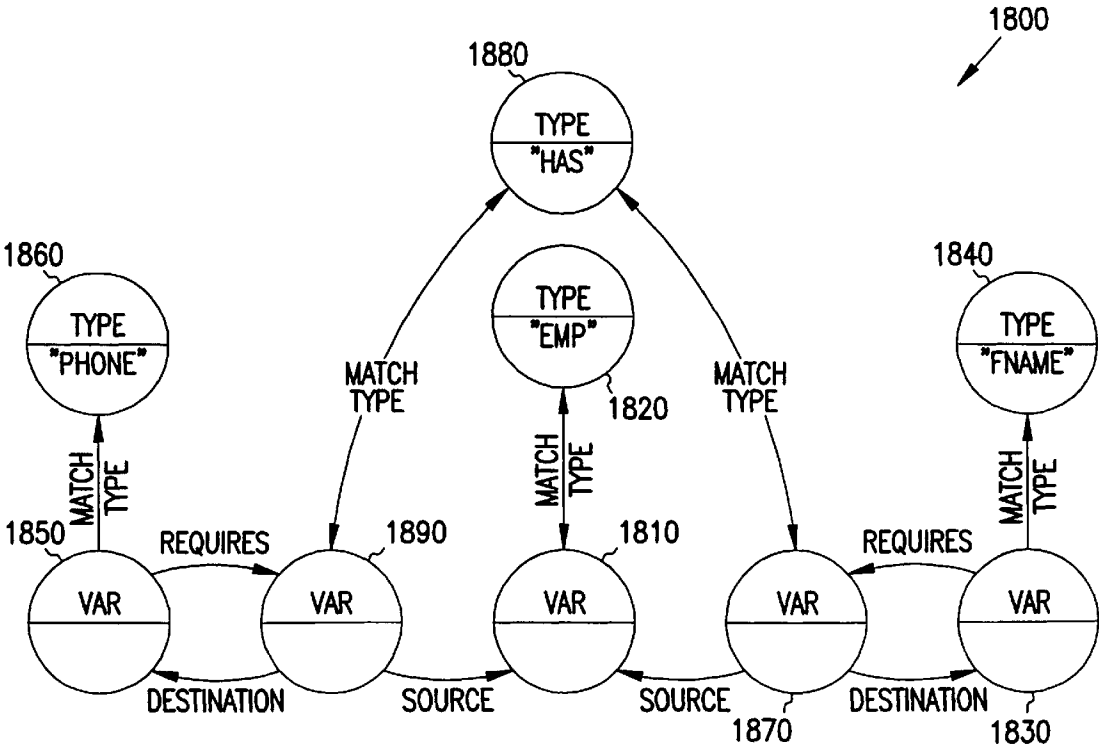 1800
1880
TYPE
"HAS"
1860
TYPE
"PHONE"
TYPE
"EMP"
1820
1840
TYPE
"FNAME"
MATCH
TYPE
MATCH
TYPE
MATCH
TYPE
MATCH
TYPE
MATCH
TYPE
1850
REQUIRES
1890
1810
REQUIRES
VAR
VAR
VAR
VAR
VAR
DESTINATION
SOURCE
SOURCE
DESTINATION
1870
1830